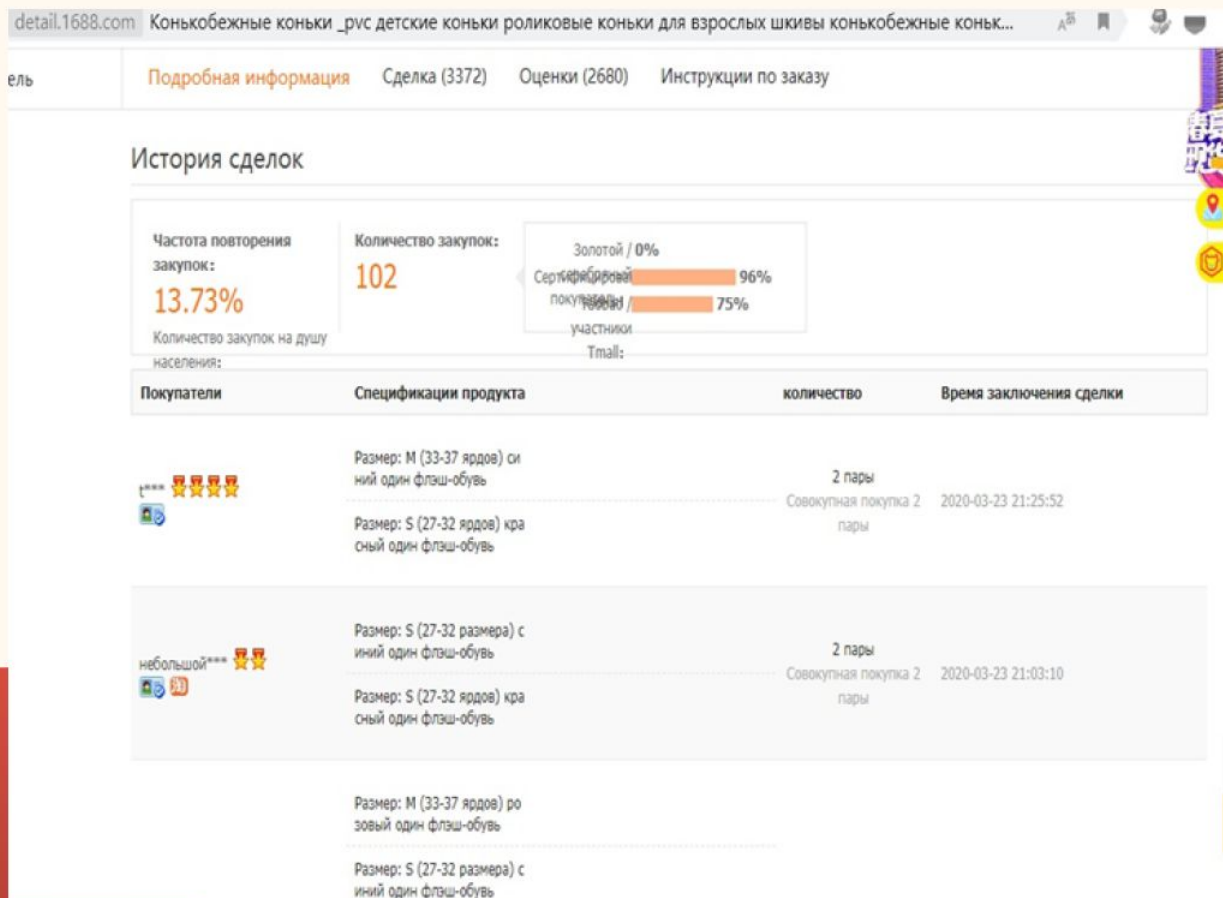 detail.1688.com Конькобежные коньки _pvc детские коньки роликовые коньки для взрослых шкивы конькобежные коньк...
ель
Подробная информация Сделка (3372) Оценки (2680) Инструкции по заказу
История сделок
Частота повторения
закупок:
13.73%
Количество закупок на душу
населения:
Количество закупок:
102
Золотой / 0%
96%
75%
участники
Tmall:
Покупатели Спецификации продукта количество Время заключения сделки
t***
Размер: M (33-37 ярдов) си
ний один флэш-обувь
Размер: S (27-32 ярдов) кра
сный один флэш-обувь
2 пары
Совокупная покупка 2
пары
2020-03-23 21:25:52
небольшой***
Размер: S (27-32 размера) с
иний один флэш-обувь
Размер: S (27-32 ярдов) кра
сный один флэш-обувь
2 пары
Совокупная покупка 2
пары
2020-03-23 21:03:10
Размер: M (33-37 ярдов) ро
зовый один флэш-обувь
Размер: S (27-32 размера) с
иний один флэш-обувь